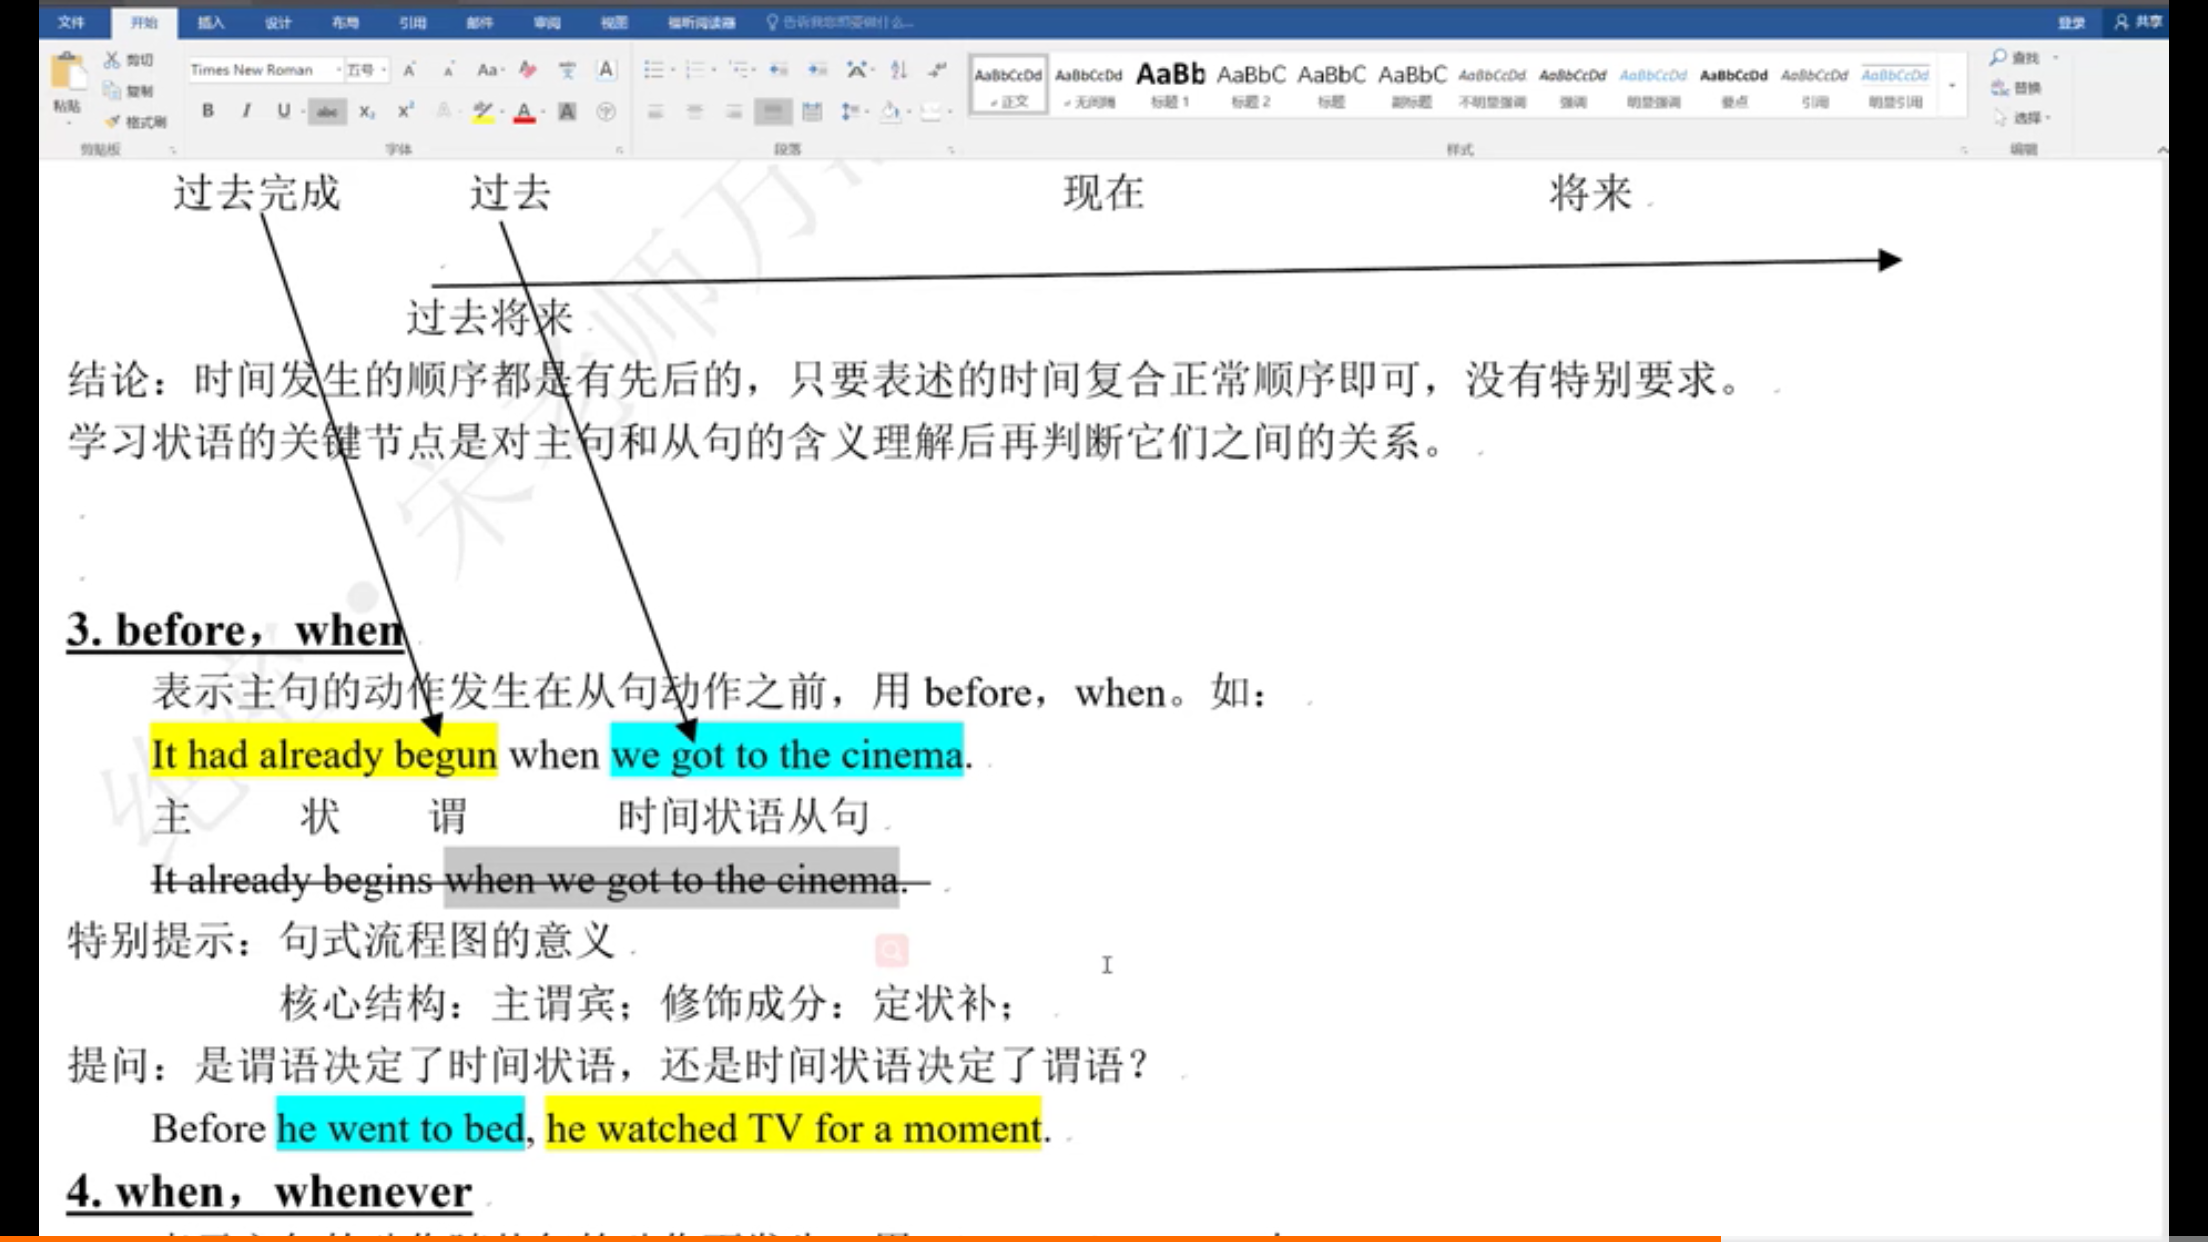 文件 开始 插入 设计 布局 引用 邮件 审阅 视图 福昕阅读器 告诉我您想要做什么... 登录 共享
剪切
复制
格式刷
粘贴
Times New Roman 五号
AaBbCcDd AaBbCcDd AaBb AaBbC AaBbC AaBbC AaBbCcDd AaBbCcDd AaBbCcDd AaBbCcDd AaBbCcDd AaBbCcDd
正文 无间隔 标题 1 标题 2 标题 副标题 不明显强调 强调 明显强调 要点 引用 明显引用
查找
替换
选择
剪贴板 字体 段落 样式 编辑
过去完成 过去 现在 将来
过去将来
结论：时间发生的顺序都是有先后的，只要表述的时间复合正常顺序即可，没有特别要求。
学习状语的关键节点是对主句和从句的含义理解后再判断它们之间的关系。
3. before，when
表示主句的动作发生在从句动作之前，用 before，when。如：
It had already begun when we got to the cinema.
主 状 谓 时间状语从句
It already begins when we got to the cinema.
特别提示：句式流程图的意义
核心结构：主谓宾；修饰成分：定状补；
提问：是谓语决定了时间状语，还是时间状语决定了谓语？
Before he went to bed, he watched TV for a moment.
4. when，whenever